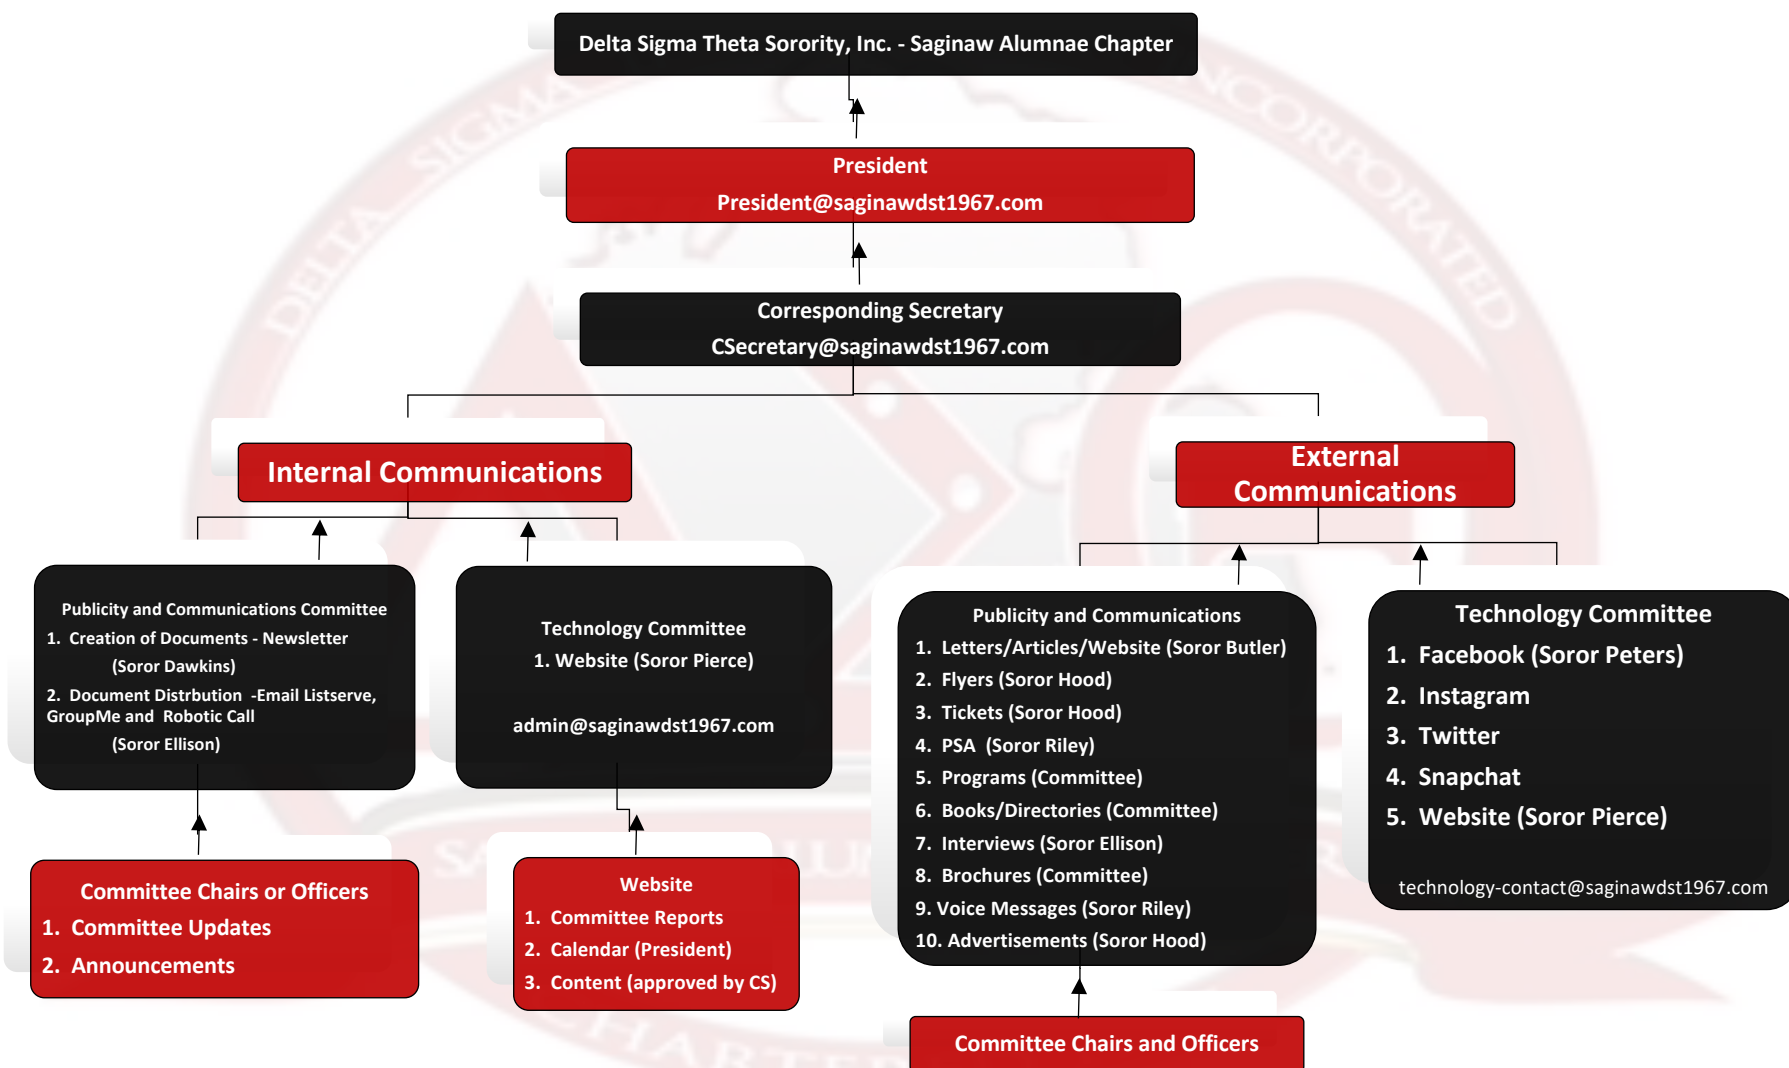 Delta Sigma Theta Sorority, Inc. - Saginaw Alumnae Chapter
President
President@saginawdst1967.com
Corresponding Secretary
CSecretary@saginawdst1967.com
Internal Communications
External
Communications
Publicity and Communications Committee
1. Creation of Documents - Newsletter
(Soror Dawkins)
2. Document Distrbution -Email Listserve,
GroupMe and Robotic Call
(Soror Ellison)
Technology Committee
1. Website (Soror Pierce)
admin@saginawdst1967.com
Publicity and Communications
1. Letters/Articles/Website (Soror Butler)
2. Flyers (Soror Hood)
3. Tickets (Soror Hood)
4. PSA (Soror Riley)
5. Programs (Committee)
6. Books/Directories (Committee)
7. Interviews (Soror Ellison)
8. Brochures (Committee)
9. Voice Messages (Soror Riley)
10. Advertisements (Soror Hood)
Technology Committee
1. Facebook (Soror Peters)
2. Instagram
3. Twitter
4. Snapchat
5. Website (Soror Pierce)
technology-contact@saginawdst1967.com
Committee Chairs or Officers
1. Committee Updates
2. Announcements
Website
1. Committee Reports
2. Calendar (President)
3. Content (approved by CS)
Committee Chairs and Officers
DELTA SIGMA
INCORPORATED